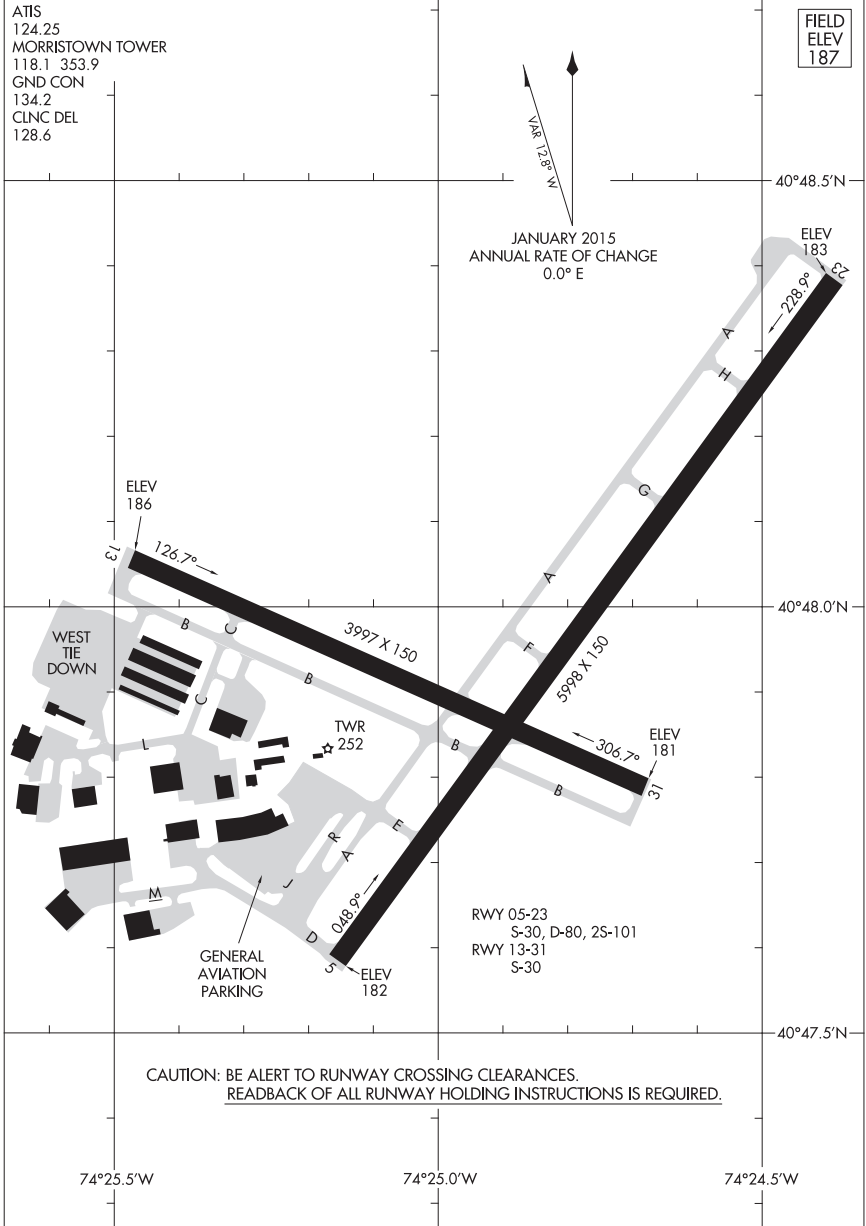 ATIS
124.25
MORRISTOWN TOWER
118.1 353.9
GND CON
134.2
CLNC DEL
128.6
FIELD
ELEV
187
VAR 12.8° W
JANUARY 2015
ANNUAL RATE OF CHANGE
0.0° E
40°48.5'N
ELEV
183
23
228.9°
A
H
G
A
ELEV
186
13
126.7°
40°48.0'N
B
C
3997 X 150
F
5998 X 150
WEST
TIE
DOWN
B
C
TWR
252
L
B
306.7°
ELEV
181
B
31
E
R
A
J
M
048.9°
D
5
ELEV
182
GENERAL
AVIATION
PARKING
RWY 05-23
S-30, D-80, 2S-101
RWY 13-31
S-30
40°47.5'N
CAUTION: BE ALERT TO RUNWAY CROSSING CLEARANCES.
READBACK OF ALL RUNWAY HOLDING INSTRUCTIONS IS REQUIRED.
74°25.5'W
74°25.0'W
74°24.5'W